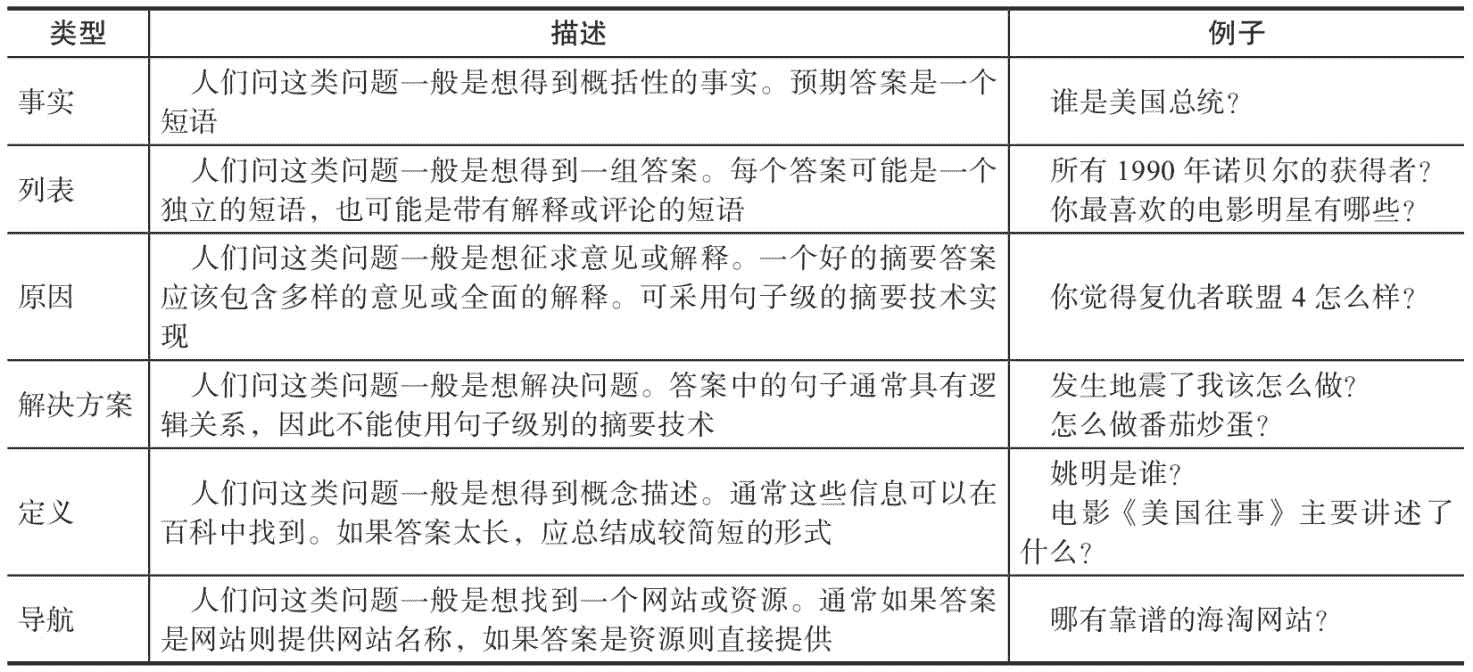 类型 描述 例子
事实 人们问这类问题一般是想得到概括性的事实。预期答案是一个
短语
谁是美国总统?
列表 人们问这类问题一般是想得到一组答案。每个答案可能是一个
独立的短语，也可能是带有解释或评论的短语
所有 1990 年诺贝尔的获得者?
你最喜欢的电影明星有哪些?
原因 人们问这类问题一般是想征求意见或解释。一个好的摘要答案
应该包含多样的意见或全面的解释。可采用句子级的摘要技术实
现
你觉得复仇者联盟 4 怎么样?
解决方案 人们问这类问题一般是想解决问题。答案中的句子通常具有逻
辑关系，因此不能使用句子级别的摘要技术
发生地震了我该怎么做?
怎么做番茄炒蛋?
定义 人们问这类问题一般是想得到概念描述。通常这些信息可以在
百科中找到。如果答案太长，应总结成较简短的形式
姚明是谁?
电影《美国往事》主要讲述了
什么?
导航 人们问这类问题一般是想找到一个网站或资源。通常如果答案
是网站则提供网站名称，如果答案是资源则直接提供
哪有靠谱的海淘网站?